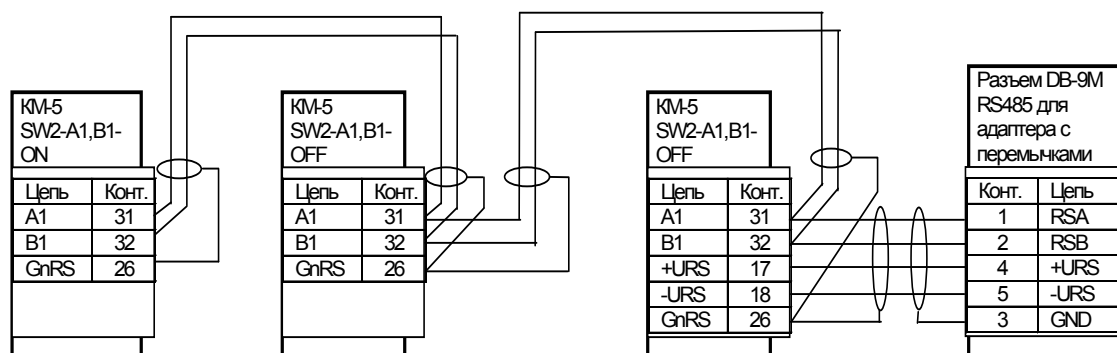 КМ-5
SW2-A1,B1-
ON
Цепь Конт.
A1 31
B1 32
GnRS 26
КМ-5
SW2-A1,B1-
OFF
Цепь Конт.
A1 31
B1 32
GnRS 26
КМ-5
SW2-A1,B1-
OFF
Цепь Конт.
A1 31
B1 32
+URS 17
-URS 18
GnRS 26
Разъем DB-9M
RS485 для
адаптера с
перемычками
Конт. Цепь
1 RSA
2 RSB
4 +URS
5 -URS
3 GND